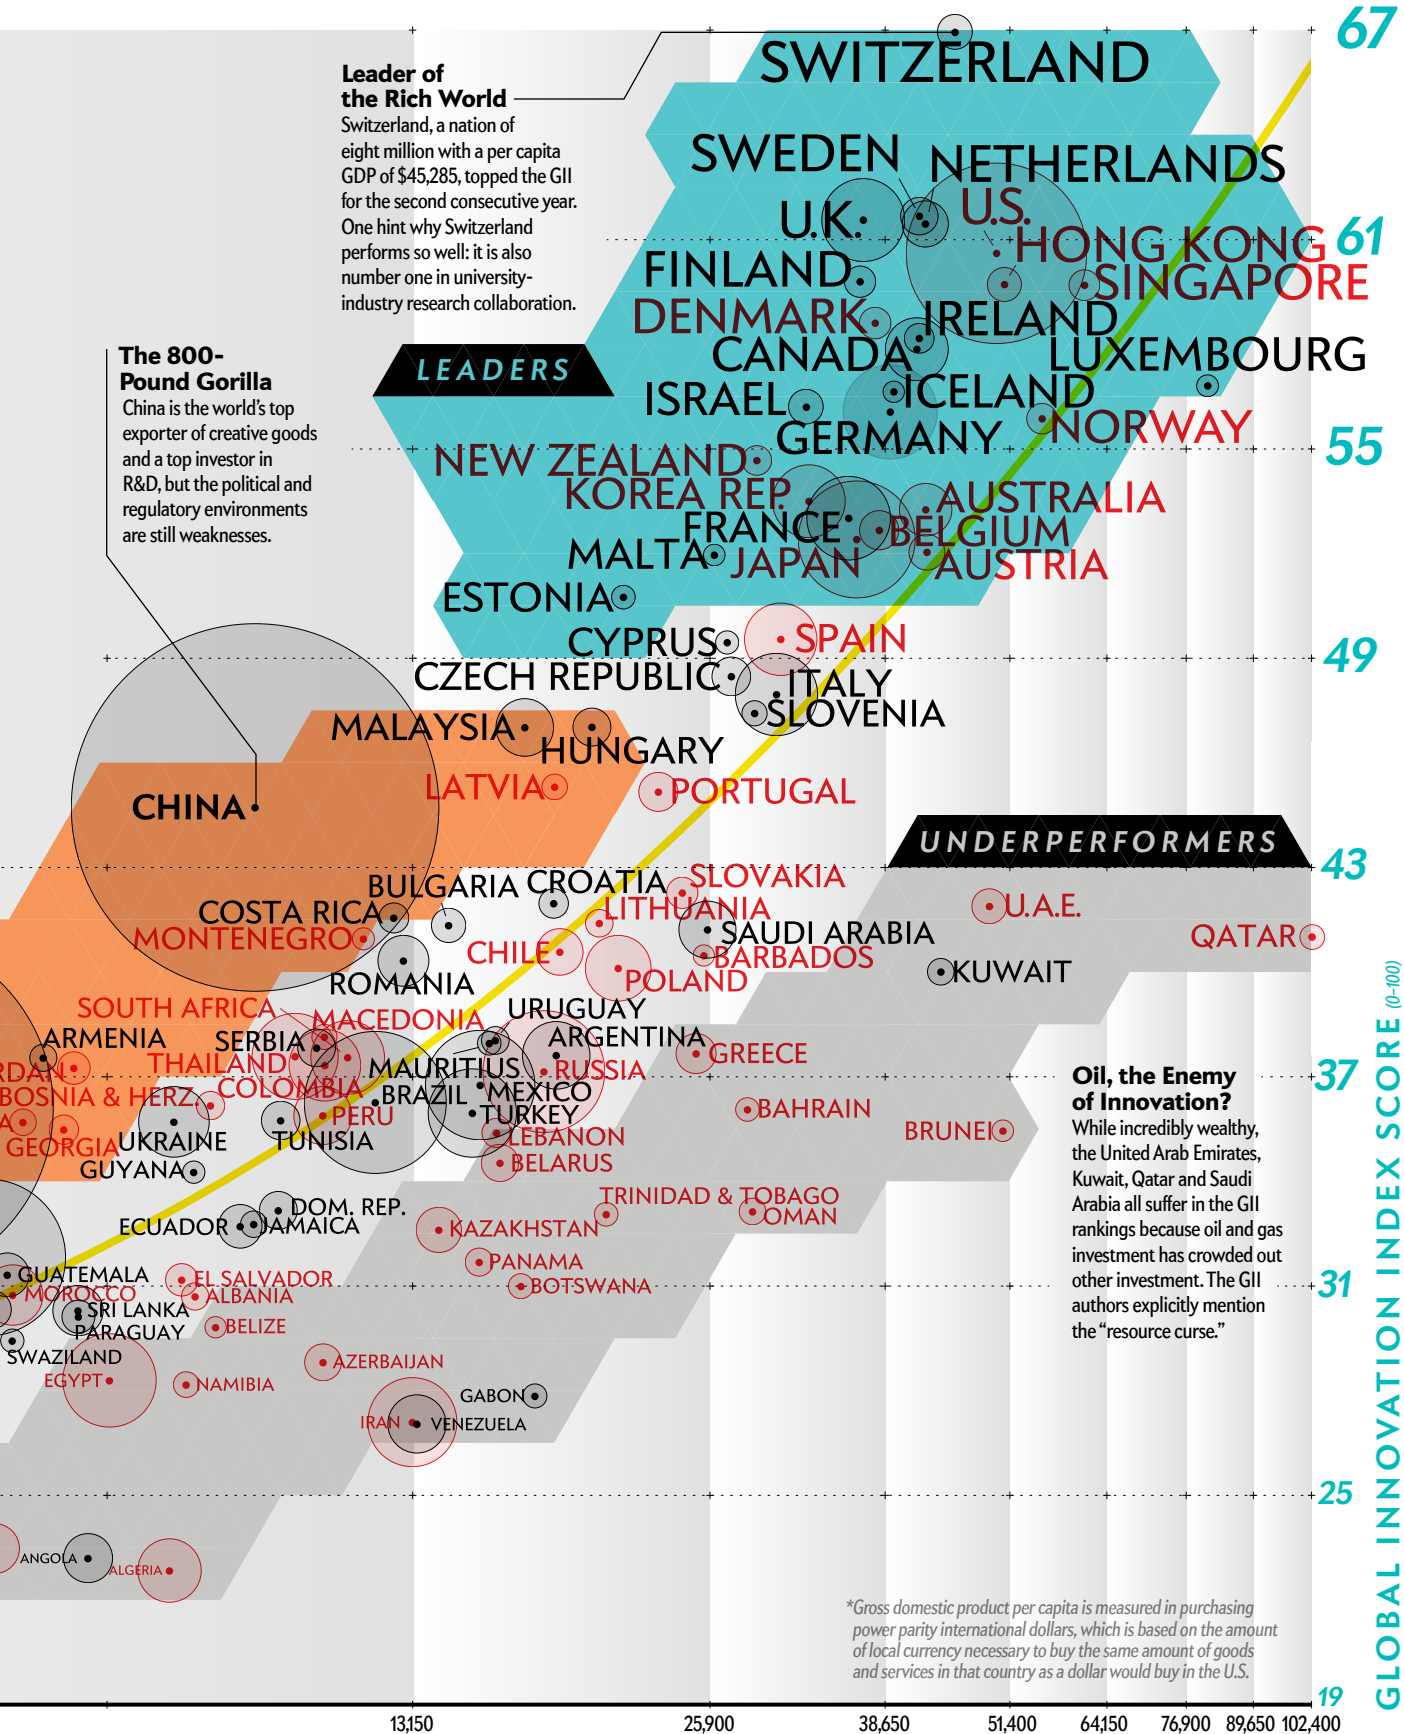 67
Leader of
the Rich World
Switzerland, a nation of
eight million with a per capita
GDP of $45,285, topped the GII
for the second consecutive year.
One hint why Switzerland
performs so well: it is also
number one in university-
industry research collaboration.
SWITZERLAND
SWEDEN
NETHERLANDS
U.K.
U.S.
61
HONG KONG
FINLAND
SINGAPORE
DENMARK
IRELAND
CANADA
LUXEMBOURG
The 800-
Pound Gorilla
China is the world's top
exporter of creative goods
and a top investor in
R&D, but the political and
regulatory environments
are still weaknesses.
LEADERS
ISRAEL
ICELAND
NORWAY
GERMANY
55
NEW ZEALAND
KOREA REP.
AUSTRALIA
FRANCE
BELGIUM
MALTA
JAPAN
AUSTRIA
ESTONIA
CYPRUS
SPAIN
49
CZECH REPUBLIC
ITALY
SLOVENIA
MALAYSIA
HUNGARY
LATVIA
PORTUGAL
CHINA
UNDERPERFORMERS
43
BULGARIA
CROATIA
SLOVAKIA
COSTA RICA
LITHUANIA
U.A.E.
MONTENEGRO
SAUDI ARABIA
QATAR
CHILE
BARBADOS
KUWAIT
ROMANIA
POLAND
SOUTH AFRICA
MACEDONIA
URUGUAY
ARMENIA
SERBIA
ARGENTINA
THAILAND
MAURITIUS
RUSSIA
GREECE
RDAN
37
COLOMBIA
BOSNIA & HERZ.
BRAZIL
MEXICO
PERU
TURKEY
BAHRAIN
A
GEORGIA
UKRAINE
TUNISIA
LEBANON
BRUNEI
GUYANA
BELARUS
Oil, the Enemy
of Innovation?
While incredibly wealthy,
the United Arab Emirates,
Kuwait, Qatar and Saudi
Arabia all suffer in the GII
rankings because oil and gas
investment has crowded out
other investment. The GII
authors explicitly mention
the “resource curse.”
DOM. REP.
TRINIDAD & TOBAGO
ECUADOR
JAMAICA
KAZAKHSTAN
OMAN
PANAMA
GUATEMALA
EL SALVADOR
BOTSWANA
31
MOROCCO
ALBANIA
SRI LANKA
PARAGUAY
BELIZE
SWAZILAND
AZERBAIJAN
EGYPT
NAMIBIA
GABON
IRAN
VENEZUELA
25
ANGOLA
ALGERIA
GLOBAL INNOVATION INDEX SCORE (0–100)
*Gross domestic product per capita is measured in purchasing
power parity international dollars, which is based on the amount
of local currency necessary to buy the same amount of goods
and services in that country as a dollar would buy in the U.S.
19
13,150 25,900 38,650 51,400 64,150 76,900 89,650 102,400